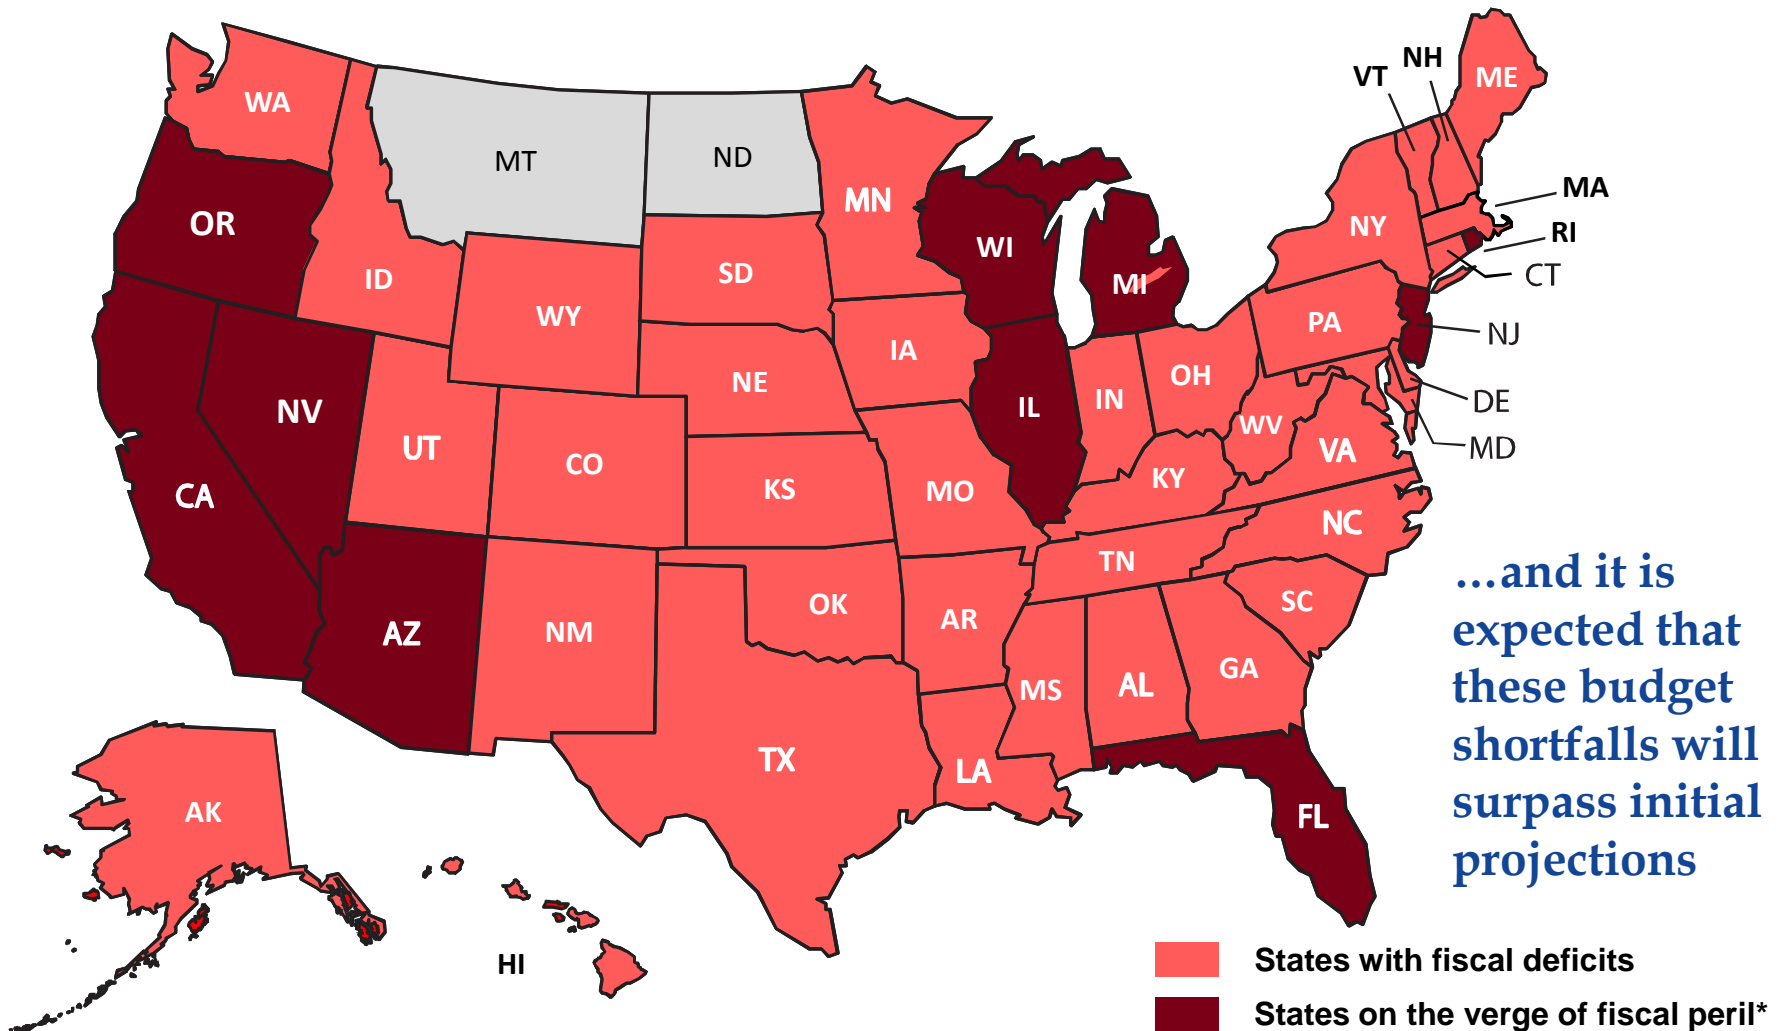 NH
VT
ME
WA
MT
ND
MN
MA
OR
NY
RI
WI
SD
CT
ID
MI
WY
PA
NJ
IA
OH
NE
IN
DE
IL
NV
WV
UT
VA
MD
CO
KY
KS
MO
CA
NC
TN
…and it is
expected that
these budget
shortfalls will
surpass initial
projections
OK
SC
AR
AZ
NM
GA
AL
MS
TX
LA
AK
FL
HI
States with fiscal deficits
States on the verge of fiscal peril*